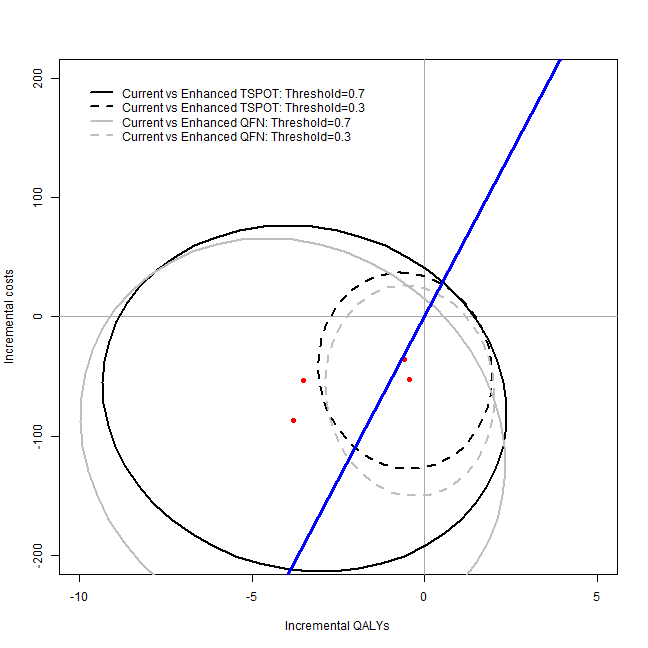 200
100
0
-100
-200
Incremental costs
Current vs Enhanced TSPOT: Threshold=0.7
Current vs Enhanced TSPOT: Threshold=0.3
Current vs Enhanced QFN: Threshold=0.7
Current vs Enhanced QFN: Threshold=0.3
-10
-5
0
5
Incremental QALYs